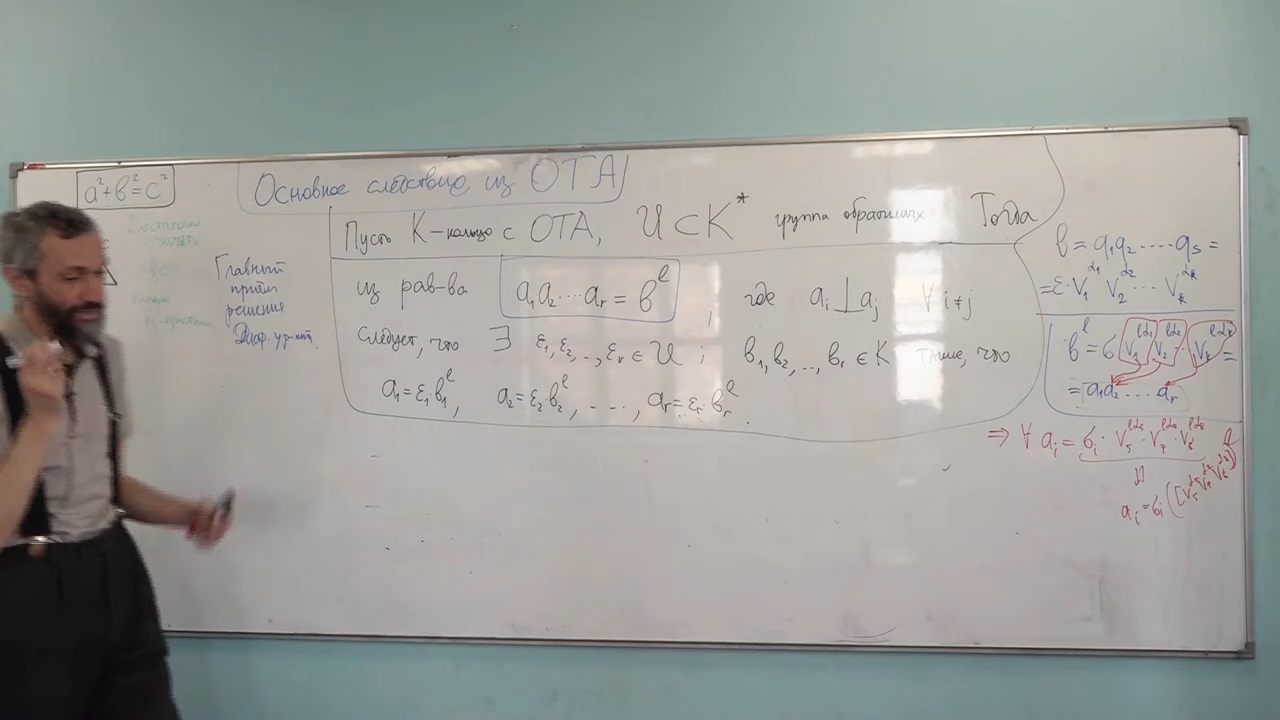 a² + b² = c²
Основное следствие из ОТА
Пусть K – кольцо с ОТА, U ⊂ K* группа обратимых Тогда
из рав-ва a₁a₂⋯aᵣ = bˡ, где aᵢ ⊥ aⱼ ∀ i≠j
следует, что ∃ ε₁, ε₂, .., εᵣ ∈ U ; b₁, b₂, .., bᵣ ∈ K такие, что
a₁ = ε₁b₁ˡ, a₂ = ε₂b₂ˡ, ...., aᵣ = εᵣbᵣˡ.
Главный
приём
решения
Диоф. ур-ний.
b = q₁q₂ ..... qₛ =
= ε·V₁^α₁ V₂^α₂ ... Vₖ^αₖ
bˡ = σ V₁^lα₁ V₂^lα₂ ... Vₖ^lαₖ =
= a₁a₂ .... aᵣ
⇒ ∀ aᵢ =